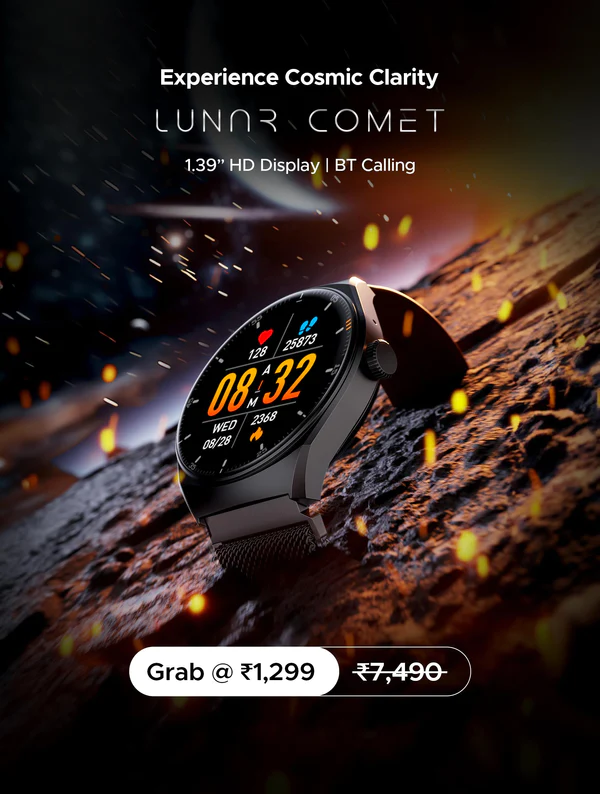 Experience Cosmic Clarity
LUNAR COMET
1.39” HD Display | BT Calling
128
25873
08 AM 32
WED
08/28
2368
Grab @ ₹1,299 ₹7,490